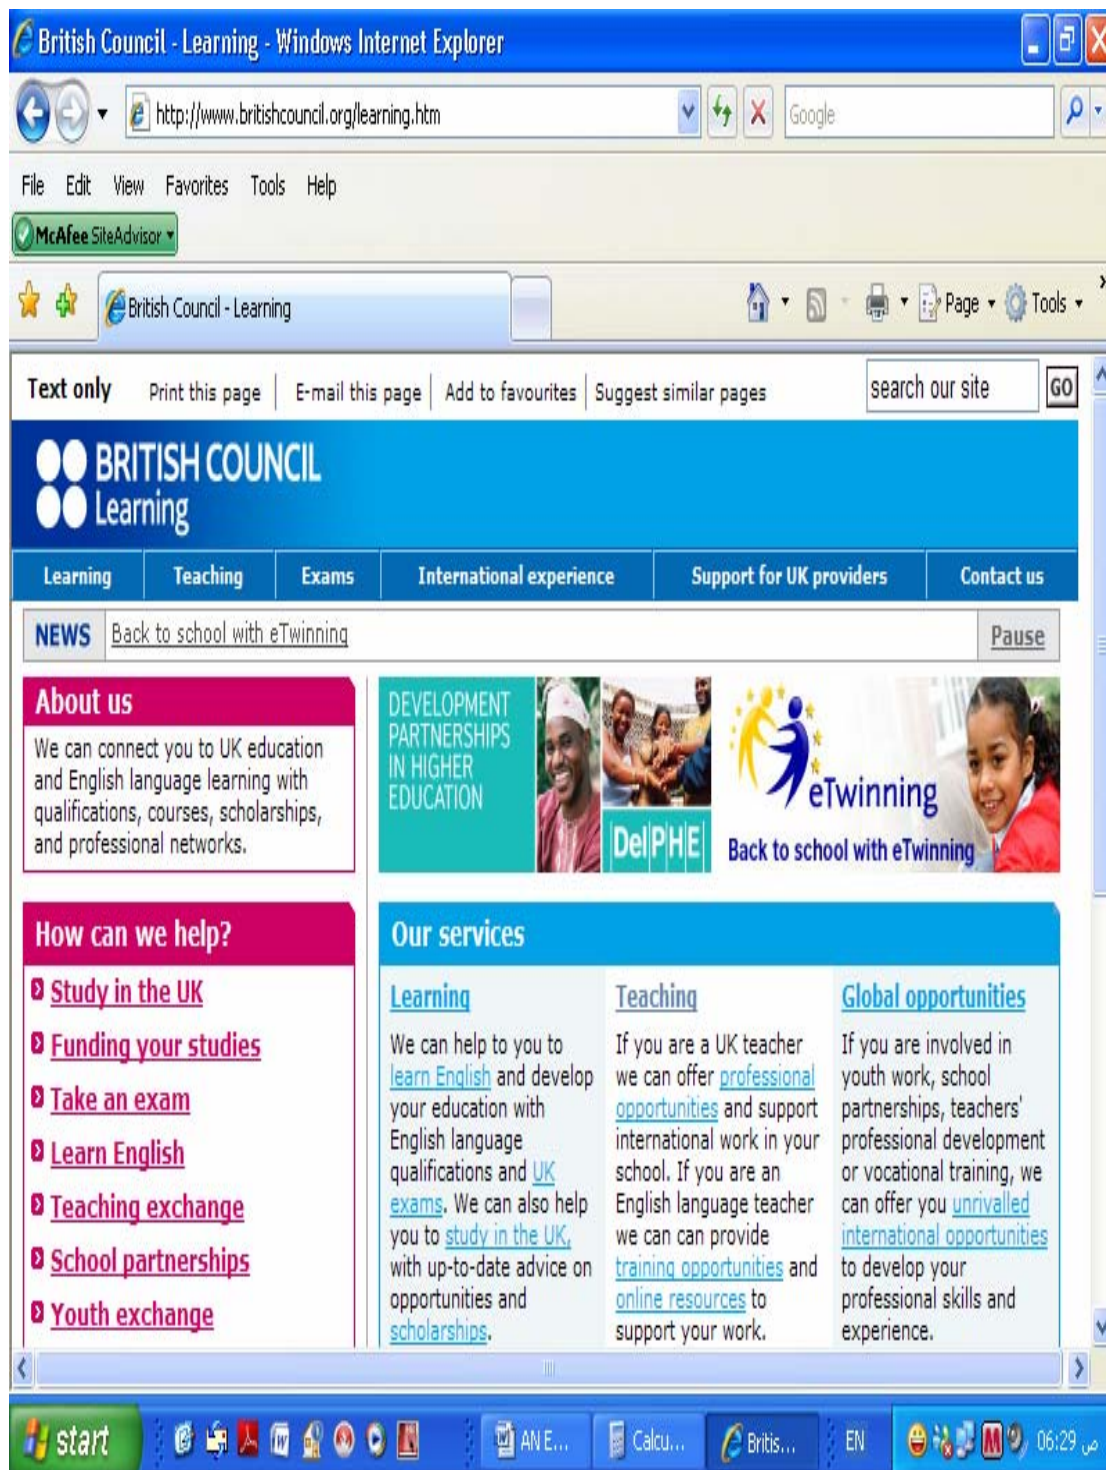 British Council - Learning - Windows Internet Explorer
http://www.britishcouncil.org/learning.htm
Google
File Edit View Favorites Tools Help
McAfee SiteAdvisor
British Council - Learning
Page Tools
Text only Print this page E-mail this page Add to favourites Suggest similar pages search our site GO
BRITISH COUNCIL
Learning
Learning Teaching Exams International experience Support for UK providers Contact us
NEWS Back to school with eTwinning Pause
About us
We can connect you to UK education
and English language learning with
qualifications, courses, scholarships,
and professional networks.
DEVELOPMENT
PARTNERSHIPS
IN HIGHER
EDUCATION
DelPHE
eTwinning
Back to school with eTwinning
How can we help?
Study in the UK
Funding your studies
Take an exam
Learn English
Teaching exchange
School partnerships
Youth exchange
Our services
Learning
We can help to you to
learn English and develop
your education with
English language
qualifications and UK
exams. We can also help
you to study in the UK,
with up-to-date advice on
opportunities and
scholarships.
Teaching
If you are a UK teacher
we can offer professional
opportunities and support
international work in your
school. If you are an
English language teacher
we can can provide
training opportunities and
online resources to
support your work.
Global opportunities
If you are involved in
youth work, school
partnerships, teachers'
professional development
or vocational training, we
can offer you unrivalled
international opportunities
to develop your
professional skills and
experience.
start AN E... Calcu... Britis... EN 06:29 ص